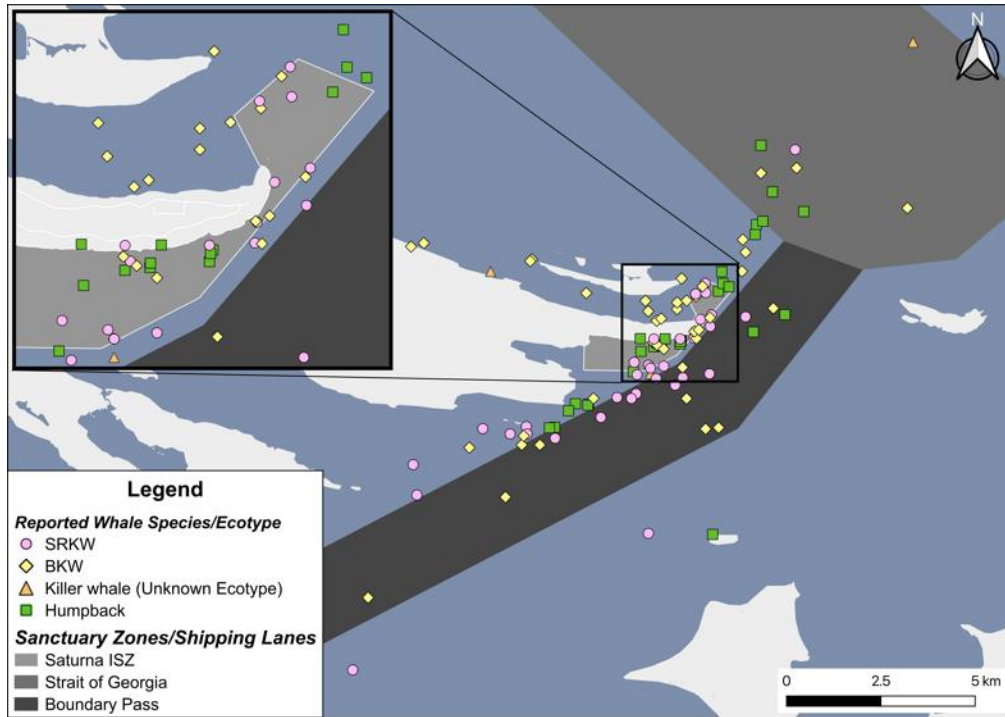 N
Legend
Reported Whale Species/Ecotype
SRKW
BKW
Killer whale (Unknown Ecotype)
Humpback
Sanctuary Zones/Shipping Lanes
Saturna ISZ
Strait of Georgia
Boundary Pass
0 2.5 5 km